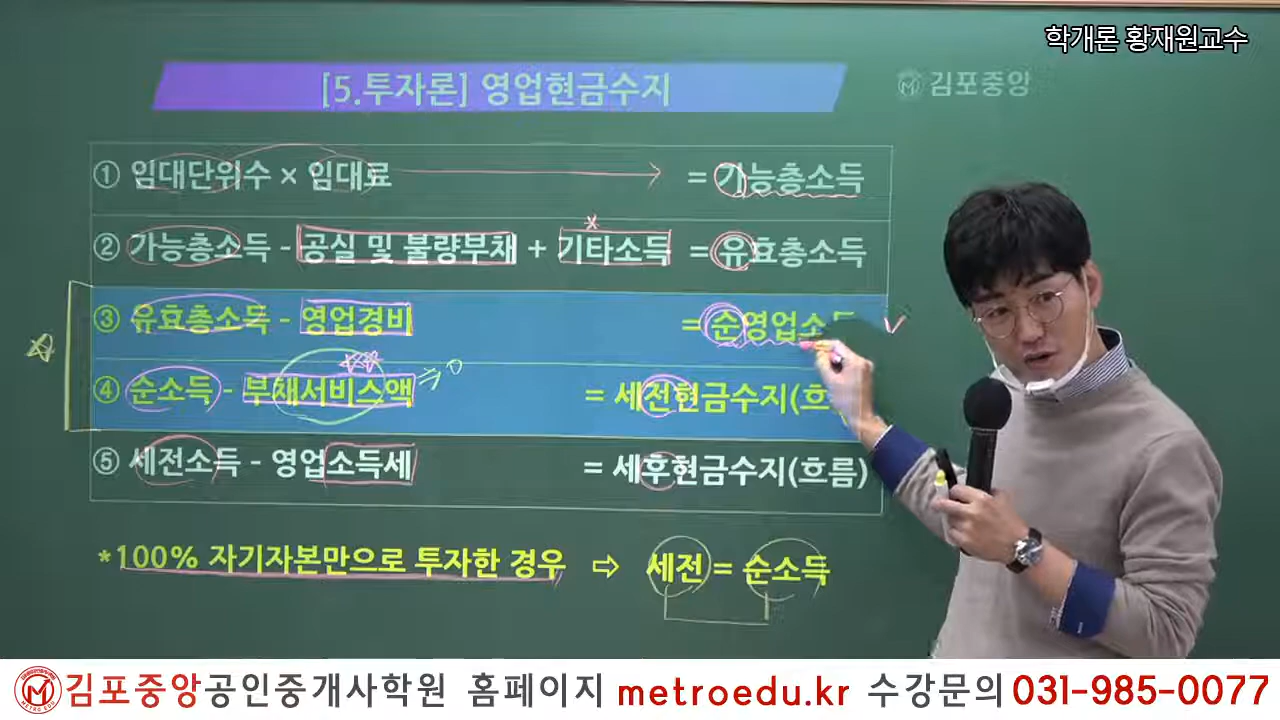 학개론 황재원교수
[5.투자론] 영업현금수지
김포중앙
① 임대단위수 × 임대료 = 가능총소득
② 가능총소득 - 공실 및 불량부채 + 기타소득 = 유효총소득
③ 유효총소득 - 영업경비 = 순영업소
④ 순소득 - 부채서비스액 = 세전현금수지(흐
⑤ 세전소득 - 영업소득세 = 세후현금수지(흐름)
*100% 자기자본만으로 투자한 경우 ⇨ 세전 = 순소득
김포중앙공인중개사학원 홈페이지 metroedu.kr 수강문의 031-985-0077